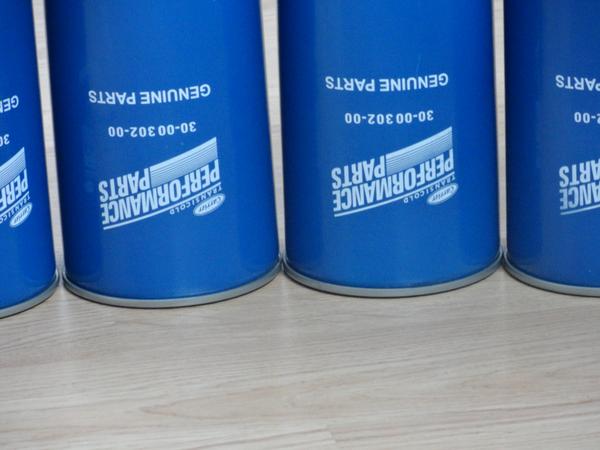 Carrier
TRANSICOLD
PERFORMANCE
PARTS
30-00302-00
GENUINE PARTS
Carrier
TRANSICOLD
PERFORMANCE
PARTS
30-00302-00
GENUINE PARTS